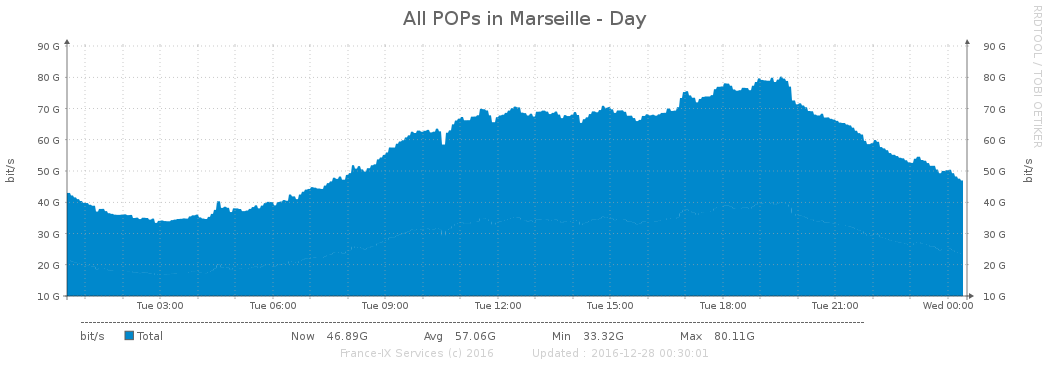 All POPs in Marseille - Day
RRDTOOL / TOBI OETIKER
90 G 90 G
80 G 80 G
70 G 70 G
60 G 60 G
50 G 50 G
40 G 40 G
30 G 30 G
20 G 20 G
10 G 10 G
bit/s bit/s
Tue 03:00 Tue 06:00 Tue 09:00 Tue 12:00 Tue 15:00 Tue 18:00 Tue 21:00 Wed 00:00
bit/s Total Now 46.89G Avg 57.06G Min 33.32G Max 80.11G
France-IX Services (c) 2016 Updated : 2016-12-28 00:30:01